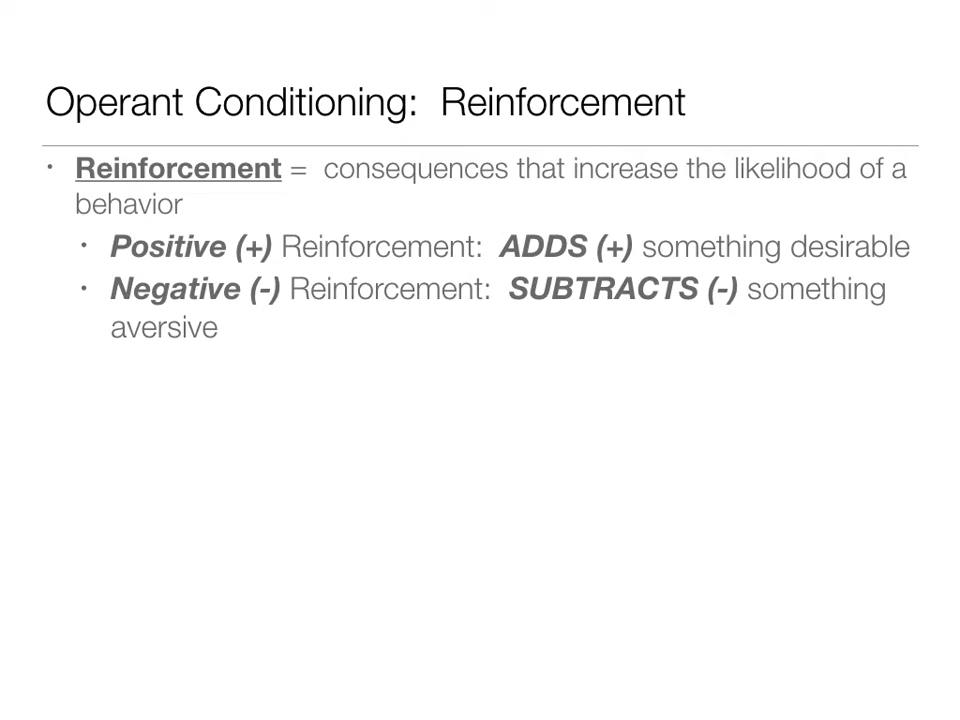 Operant Conditioning:  Reinforcement
• Reinforcement =  consequences that increase the likelihood of a
behavior
• Positive (+) Reinforcement:  ADDS (+) something desirable
• Negative (-) Reinforcement:  SUBTRACTS (-) something
aversive